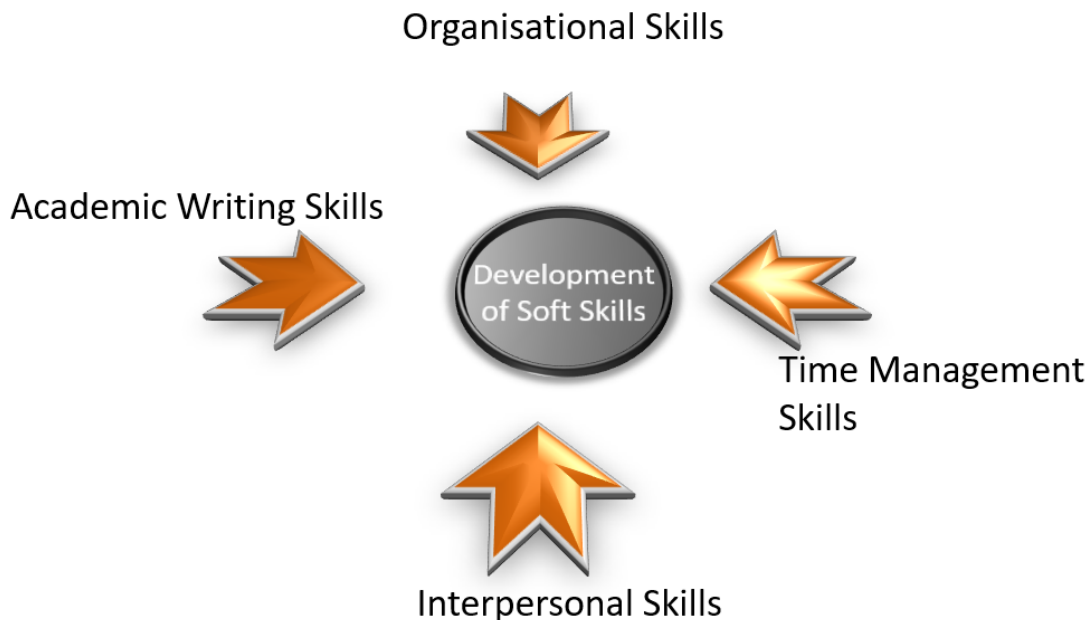 Organisational Skills
Academic Writing Skills
Development
of Soft Skills
Time Management
Skills
Interpersonal Skills